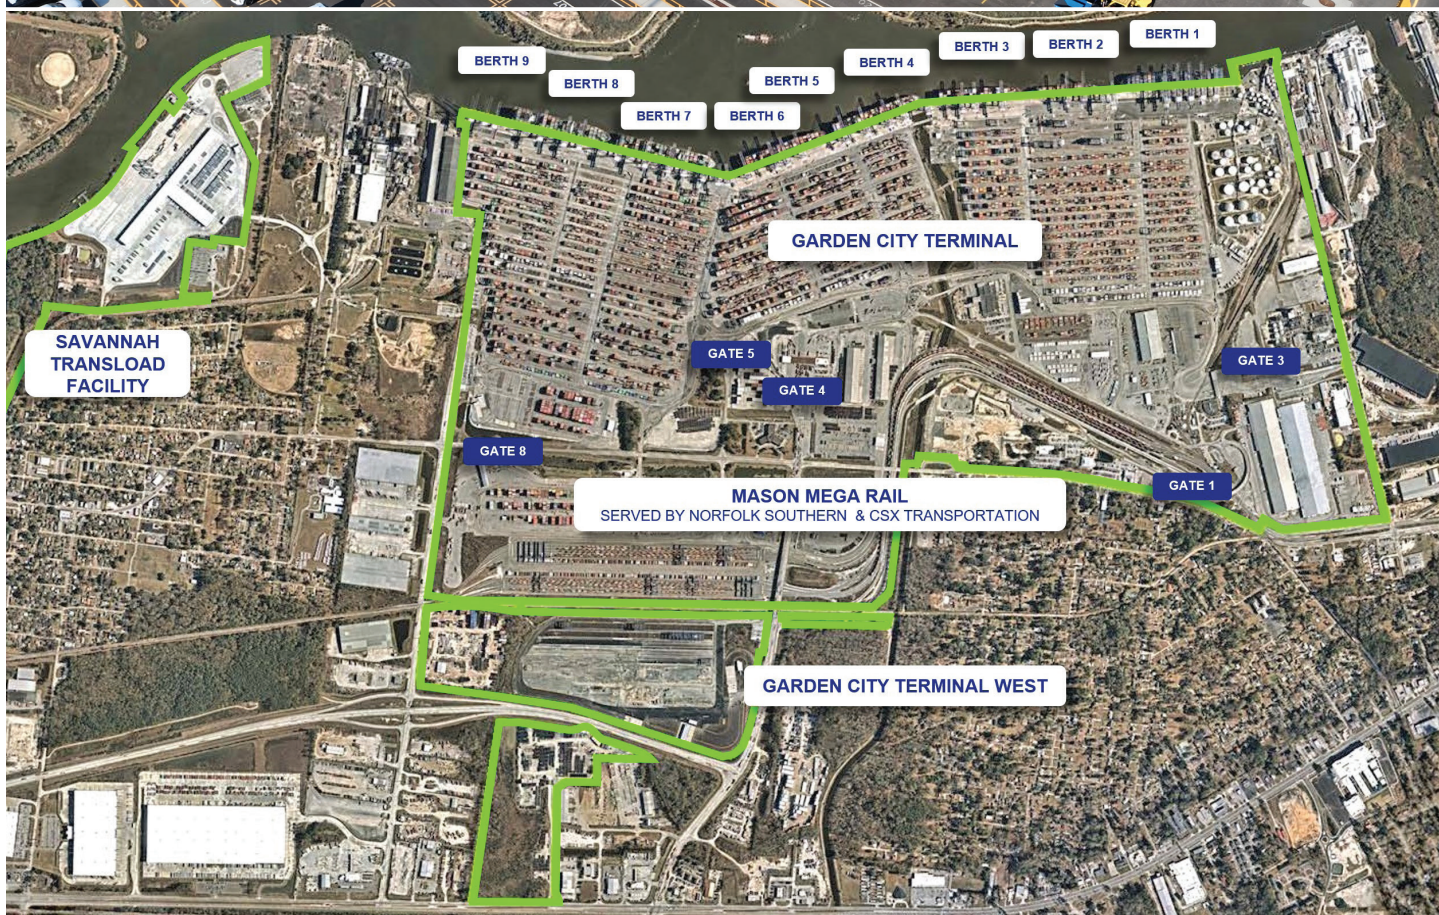 BERTH 1
BERTH 2
BERTH 3
BERTH 4
BERTH 9
BERTH 5
BERTH 8
BERTH 7
BERTH 6
GARDEN CITY TERMINAL
SAVANNAH
TRANSLOAD
FACILITY
GATE 5
GATE 3
GATE 4
GATE 8
GATE 1
MASON MEGA RAIL
SERVED BY NORFOLK SOUTHERN & CSX TRANSPORTATION
GARDEN CITY TERMINAL WEST